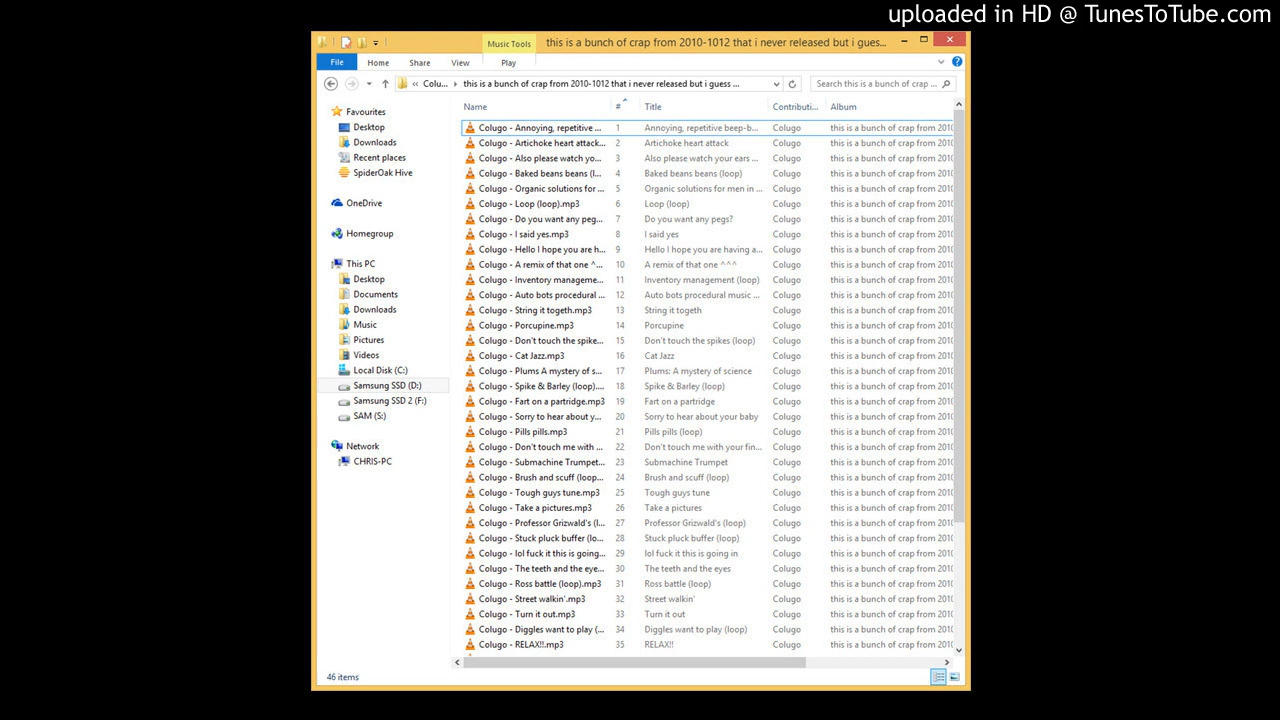 uploaded in HD @ TunesToTube.com
Music Tools
this is a bunch of crap from 2010-1012 that i never released but i gues...
File Home Share View Play
« Colu... this is a bunch of crap from 2010-1012 that i never released but i guess ... Search this is a bunch of crap ...
Name # Title Contributi... Album
Favourites
Desktop
Downloads
Recent places
SpiderOak Hive
OneDrive
Homegroup
This PC
Desktop
Documents
Downloads
Music
Pictures
Videos
Local Disk (C:)
Samsung SSD (D:)
Samsung SSD 2 (F:)
SAM (S:)
Network
CHRIS-PC
Colugo - Annoying, repetitive ... 1 Annoying, repetitive beep-b... Colugo this is a bunch of crap from 2010
Colugo - Artichoke heart attack... 2 Artichoke heart attack Colugo this is a bunch of crap from 2010
Colugo - Also please watch yo... 3 Also please watch your ears ... Colugo this is a bunch of crap from 2010
Colugo - Baked beans beans (l... 4 Baked beans beans (loop) Colugo this is a bunch of crap from 2010
Colugo - Organic solutions for ... 5 Organic solutions for men in ... Colugo this is a bunch of crap from 2010
Colugo - Loop (loop).mp3 6 Loop (loop) Colugo this is a bunch of crap from 2010
Colugo - Do you want any peg... 7 Do you want any pegs? Colugo this is a bunch of crap from 2010
Colugo - I said yes.mp3 8 I said yes Colugo this is a bunch of crap from 2010
Colugo - Hello I hope you are h... 9 Hello I hope you are having a... Colugo this is a bunch of crap from 2010
Colugo - A remix of that one ^... 10 A remix of that one ^^^ Colugo this is a bunch of crap from 2010
Colugo - Inventory manageme... 11 Inventory management (loop) Colugo this is a bunch of crap from 2010
Colugo - Auto bots procedural ... 12 Auto bots procedural music ... Colugo this is a bunch of crap from 2010
Colugo - String it togeth.mp3 13 String it togeth Colugo this is a bunch of crap from 2010
Colugo - Porcupine.mp3 14 Porcupine Colugo this is a bunch of crap from 2010
Colugo - Don't touch the spike... 15 Don't touch the spikes (loop) Colugo this is a bunch of crap from 2010
Colugo - Cat Jazz.mp3 16 Cat Jazz Colugo this is a bunch of crap from 2010
Colugo - Plums A mystery of s... 17 Plums: A mystery of science Colugo this is a bunch of crap from 2010
Colugo - Spike & Barley (loop).... 18 Spike & Barley (loop) Colugo this is a bunch of crap from 2010
Colugo - Fart on a partridge.mp3 19 Fart on a partridge Colugo this is a bunch of crap from 2010
Colugo - Sorry to hear about y... 20 Sorry to hear about your baby Colugo this is a bunch of crap from 2010
Colugo - Pills pills.mp3 21 Pills pills (loop) Colugo this is a bunch of crap from 2010
Colugo - Don't touch me with ... 22 Don't touch me with your fin... Colugo this is a bunch of crap from 2010
Colugo - Submachine Trumpet... 23 Submachine Trumpet Colugo this is a bunch of crap from 2010
Colugo - Brush and scuff (loop... 24 Brush and scuff (loop) Colugo this is a bunch of crap from 2010
Colugo - Tough guys tune.mp3 25 Tough guys tune Colugo this is a bunch of crap from 2010
Colugo - Take a pictures.mp3 26 Take a pictures Colugo this is a bunch of crap from 2010
Colugo - Professor Grizwald's (l... 27 Professor Grizwald's (loop) Colugo this is a bunch of crap from 2010
Colugo - Stuck pluck buffer (lo... 28 Stuck pluck buffer (loop) Colugo this is a bunch of crap from 2010
Colugo - lol fuck it this is going... 29 lol fuck it this is going in Colugo this is a bunch of crap from 2010
Colugo - The teeth and the eye... 30 The teeth and the eyes Colugo this is a bunch of crap from 2010
Colugo - Ross battle (loop).mp3 31 Ross battle (loop) Colugo this is a bunch of crap from 2010
Colugo - Street walkin'.mp3 32 Street walkin' Colugo this is a bunch of crap from 2010
Colugo - Turn it out.mp3 33 Turn it out Colugo this is a bunch of crap from 2010
Colugo - Diggles want to play (... 34 Diggles want to play (loop) Colugo this is a bunch of crap from 2010
Colugo - RELAX!!.mp3 35 RELAX!! Colugo this is a bunch of crap from 2010
46 items